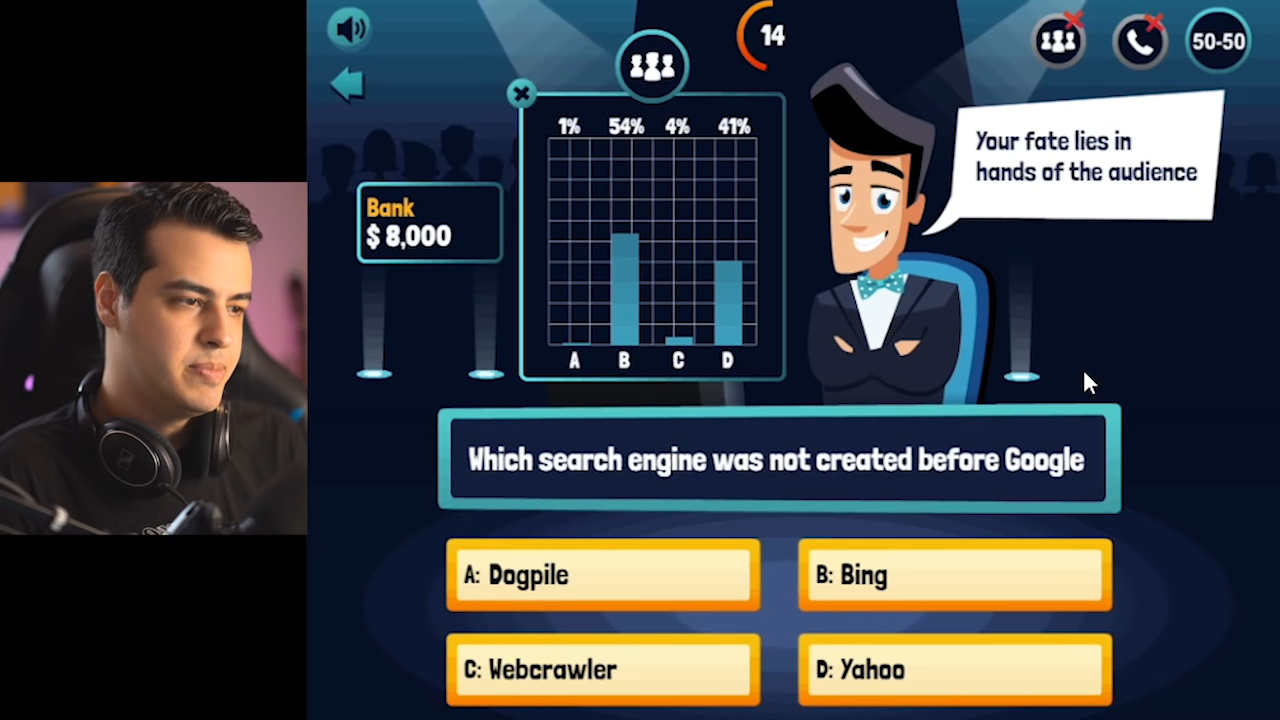 14
50-50
1% 54% 4% 41%
Your fate lies in
hands of the audience
Bank
$ 8,000
A B C D
Which search engine was not created before Google
A: Dogpile
B: Bing
C: Webcrawler
D: Yahoo